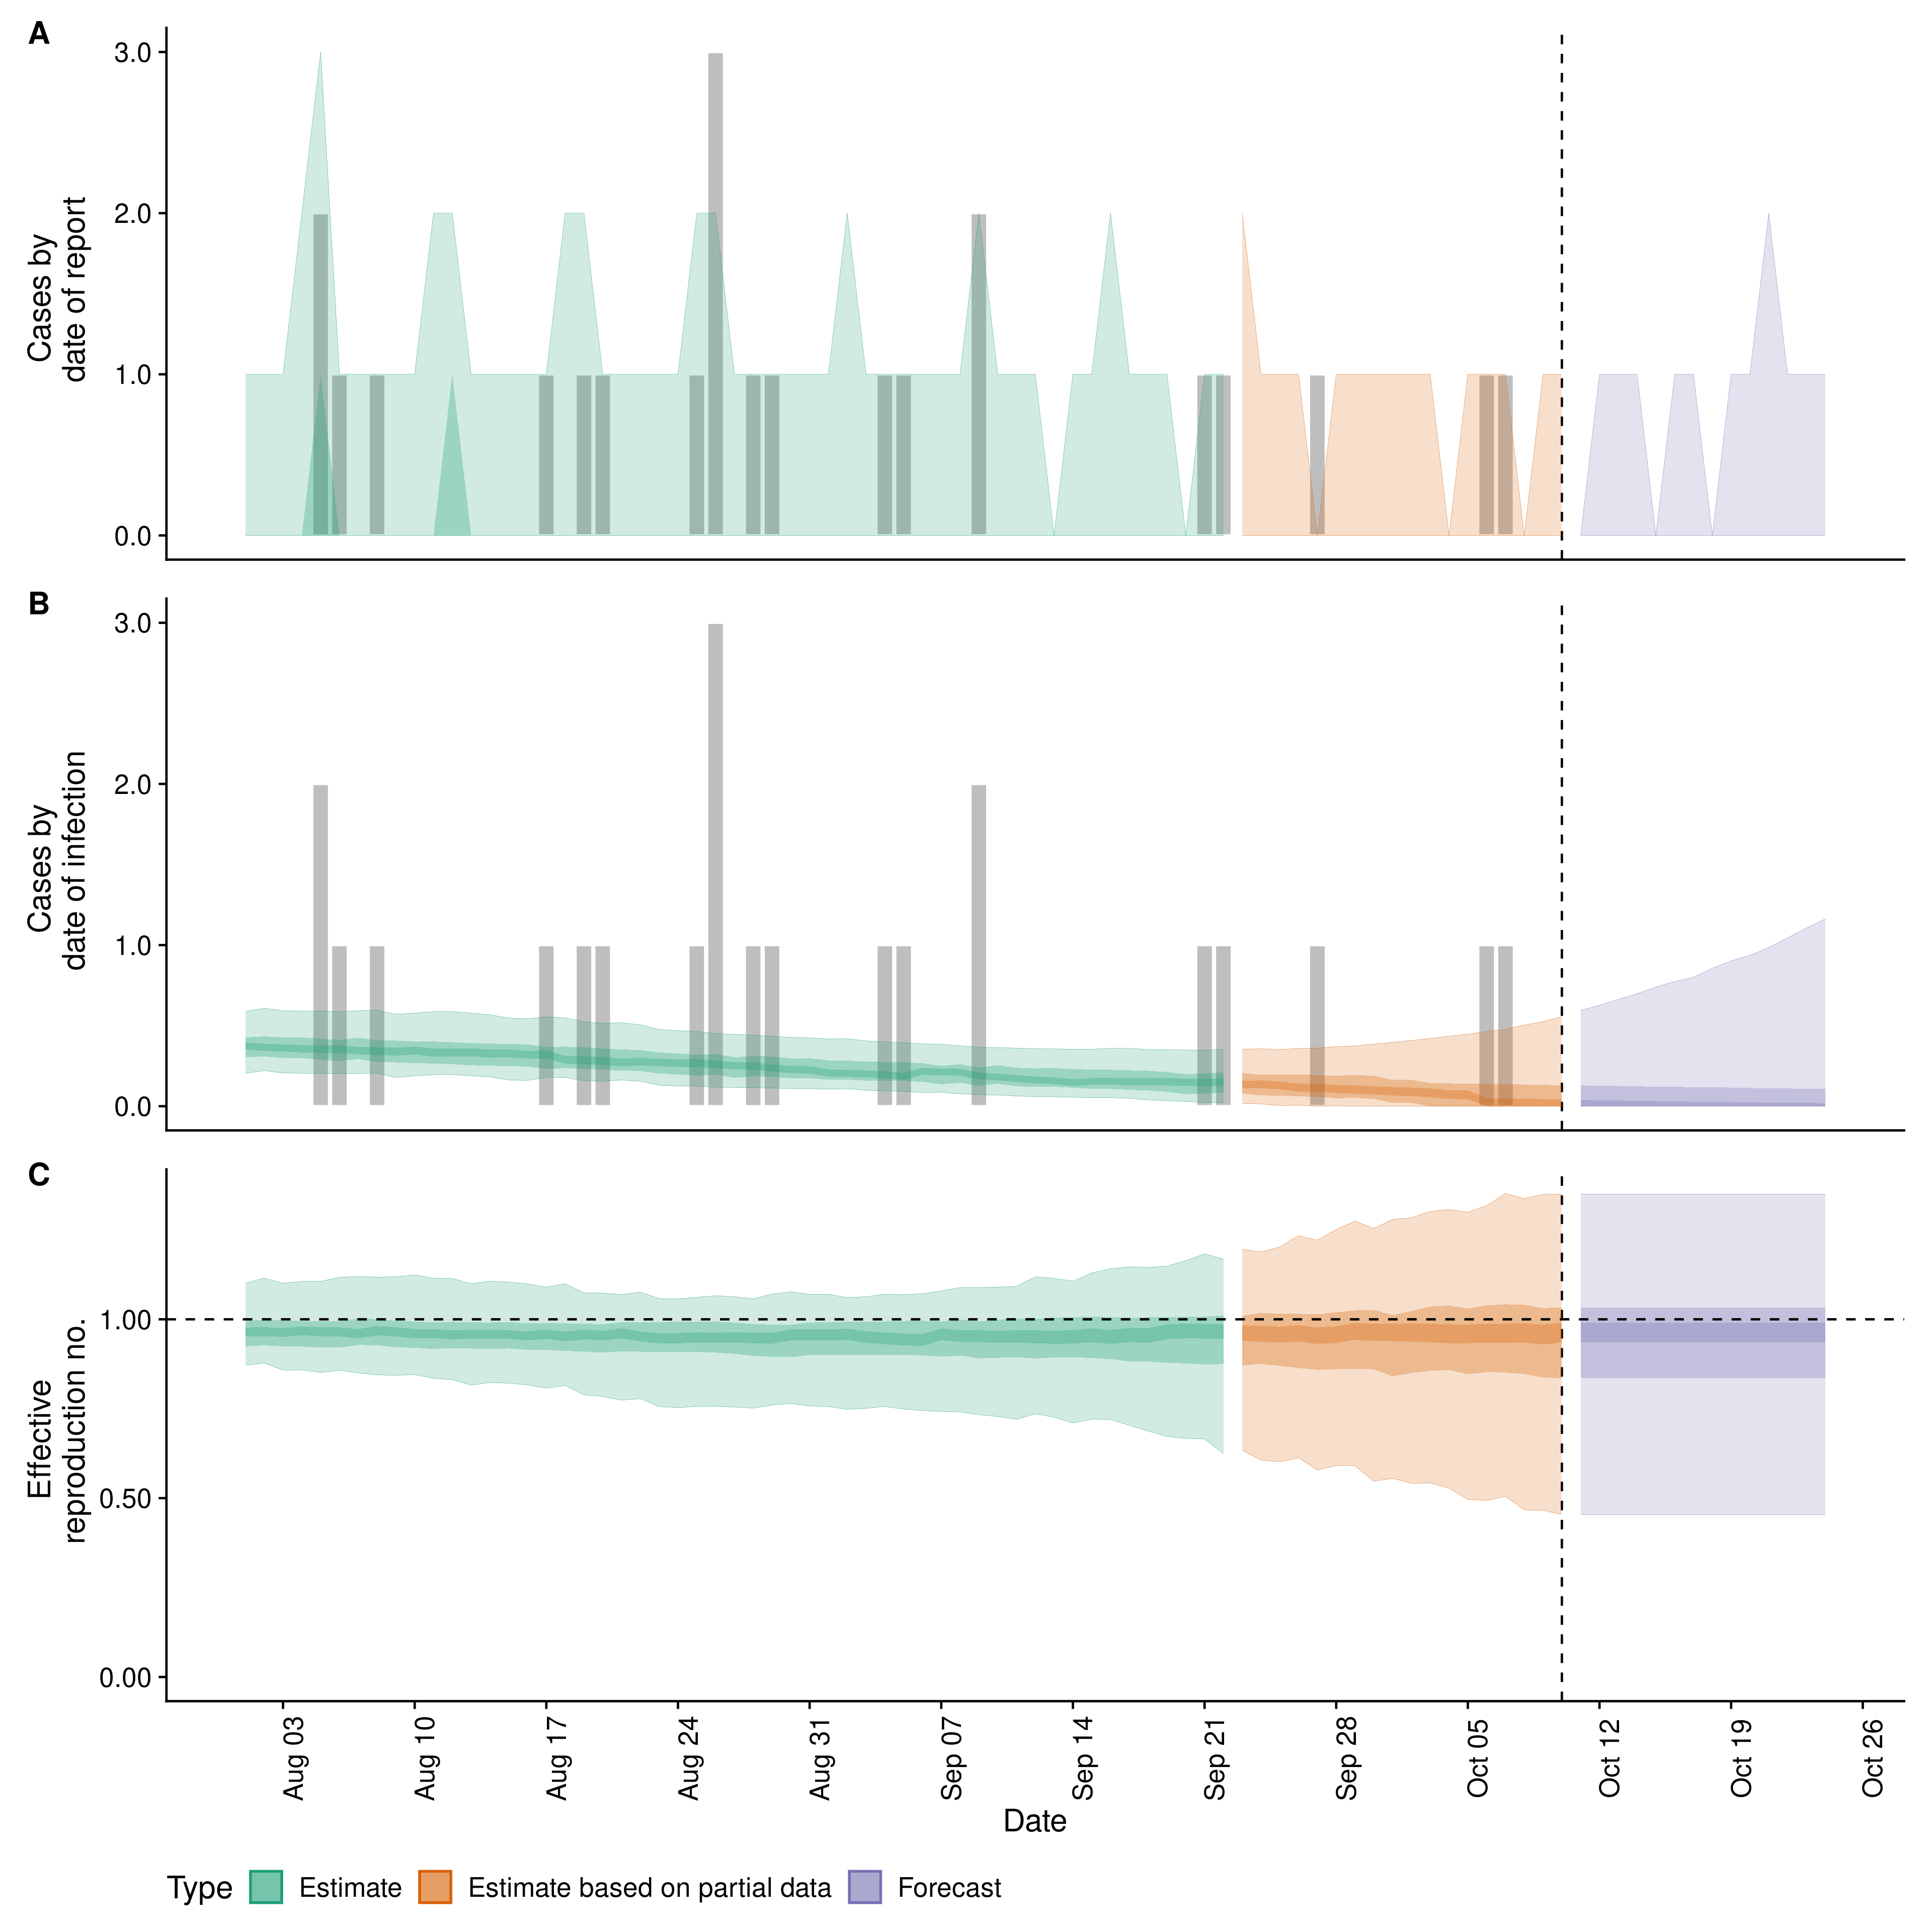 A
Cases by
date of report
3.0
2.0
1.0
0.0
B
Cases by
date of infection
3.0
2.0
1.0
0.0
C
Effective
reproduction no.
1.00
0.50
0.00
Aug 03
Aug 10
Aug 17
Aug 24
Aug 31
Sep 07
Sep 14
Sep 21
Sep 28
Oct 05
Oct 12
Oct 19
Oct 26
Date
Type Estimate Estimate based on partial data Forecast